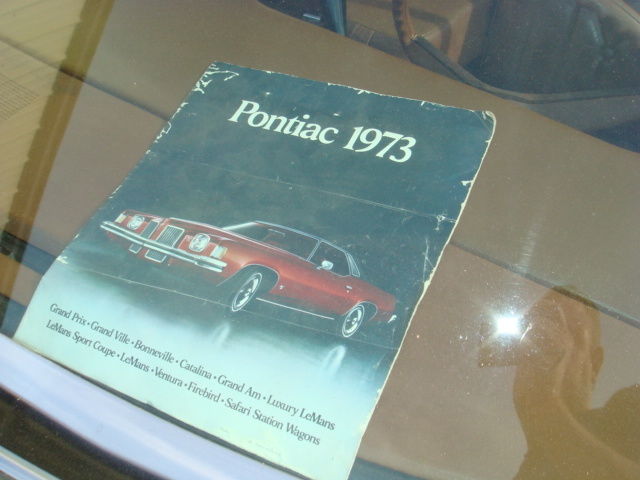 Pontiac 1973
Grand Prix • Grand Ville • Bonneville • Catalina • Grand Am • Luxury LeMans
LeMans Sport Coupe • LeMans • Ventura • Firebird • Safari Station Wagons